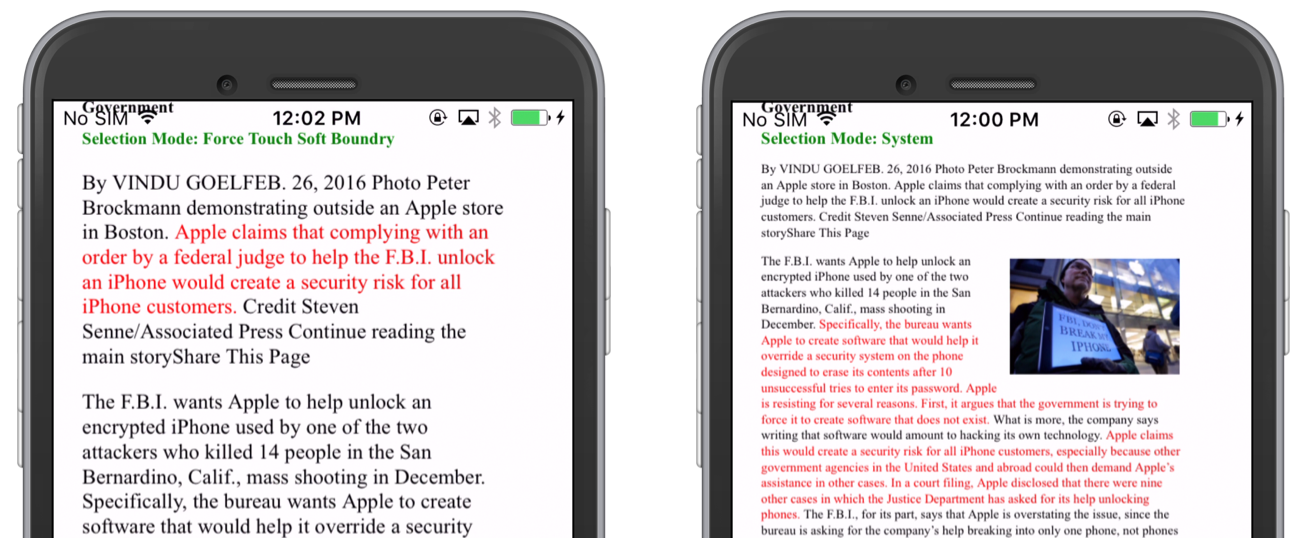 Government
No SIM 12:02 PM
Selection Mode: Force Touch Soft Boundry
By VINDU GOELFEB. 26, 2016 Photo Peter
Brockmann demonstrating outside an Apple store
in Boston. Apple claims that complying with an
order by a federal judge to help the F.B.I. unlock
an iPhone would create a security risk for all
iPhone customers. Credit Steven
Senne/Associated Press Continue reading the
main storyShare This Page
The F.B.I. wants Apple to help unlock an
encrypted iPhone used by one of the two
attackers who killed 14 people in the San
Bernardino, Calif., mass shooting in December.
Specifically, the bureau wants Apple to create
software that would help it override a security
Government
No SIM 12:00 PM
Selection Mode: System
By VINDU GOELFEB. 26, 2016 Photo Peter Brockmann demonstrating outside
an Apple store in Boston. Apple claims that complying with an order by a federal
judge to help the F.B.I. unlock an iPhone would create a security risk for all iPhone
customers. Credit Steven Senne/Associated Press Continue reading the main
storyShare This Page
The F.B.I. wants Apple to help unlock an
encrypted iPhone used by one of the two
attackers who killed 14 people in the San
Bernardino, Calif., mass shooting in
December. Specifically, the bureau wants
Apple to create software that would help it
override a security system on the phone
designed to erase its contents after 10
unsuccessful tries to enter its password. Apple
is resisting for several reasons. First, it argues that the government is trying to
force it to create software that does not exist. What is more, the company says
writing that software would amount to hacking its own technology. Apple claims
this would create a security risk for all iPhone customers, especially because other
government agencies in the United States and abroad could then demand Apple's
assistance in other cases. In a court filing, Apple disclosed that there were nine
other cases in which the Justice Department has asked for its help unlocking
phones. The F.B.I., for its part, says that Apple is overstating the issue, since the
bureau is asking for the company's help breaking into only one phone, not phones
FBI, DON'T
BREAK MY
IPHONE